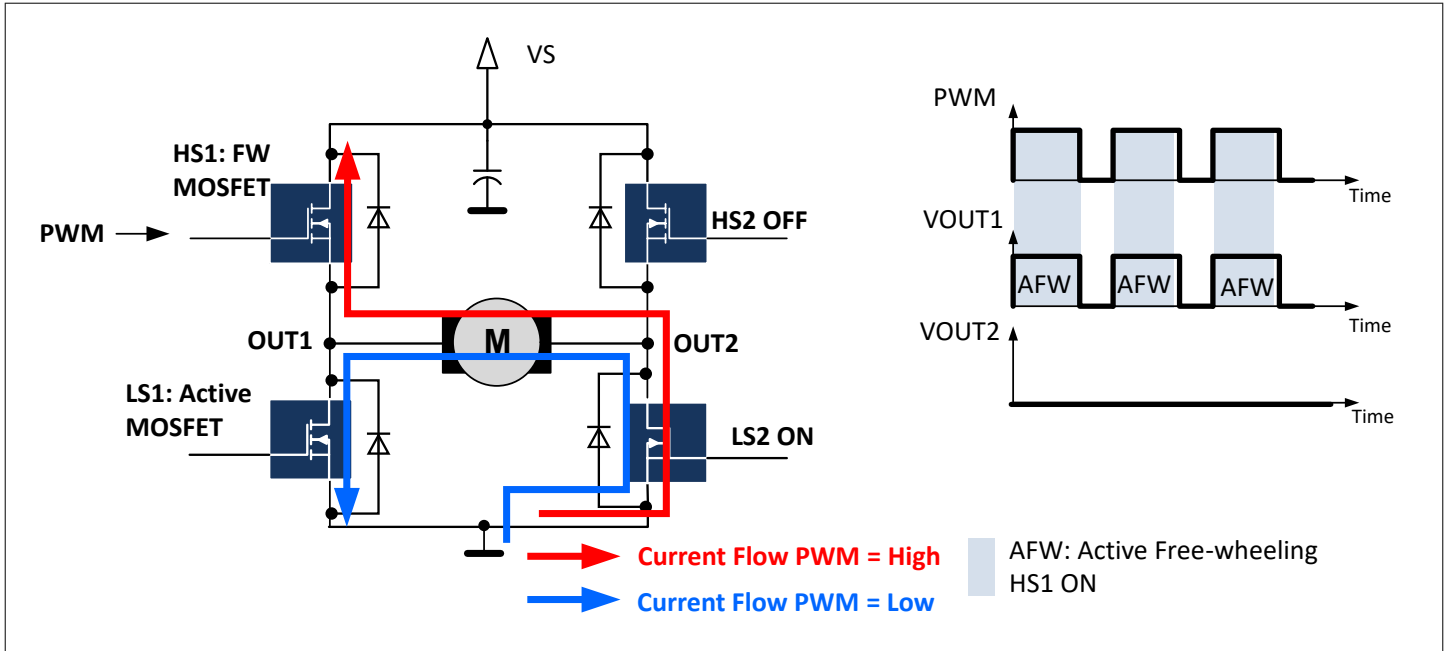 VS
HS1: FW
MOSFET
PWM
HS2 OFF
OUT1
M
OUT2
LS1: Active
MOSFET
LS2 ON
Current Flow PWM = High
Current Flow PWM = Low
PWM
Time
VOUT1
AFW AFW AFW
Time
VOUT2
Time
AFW: Active Free-wheeling
HS1 ON